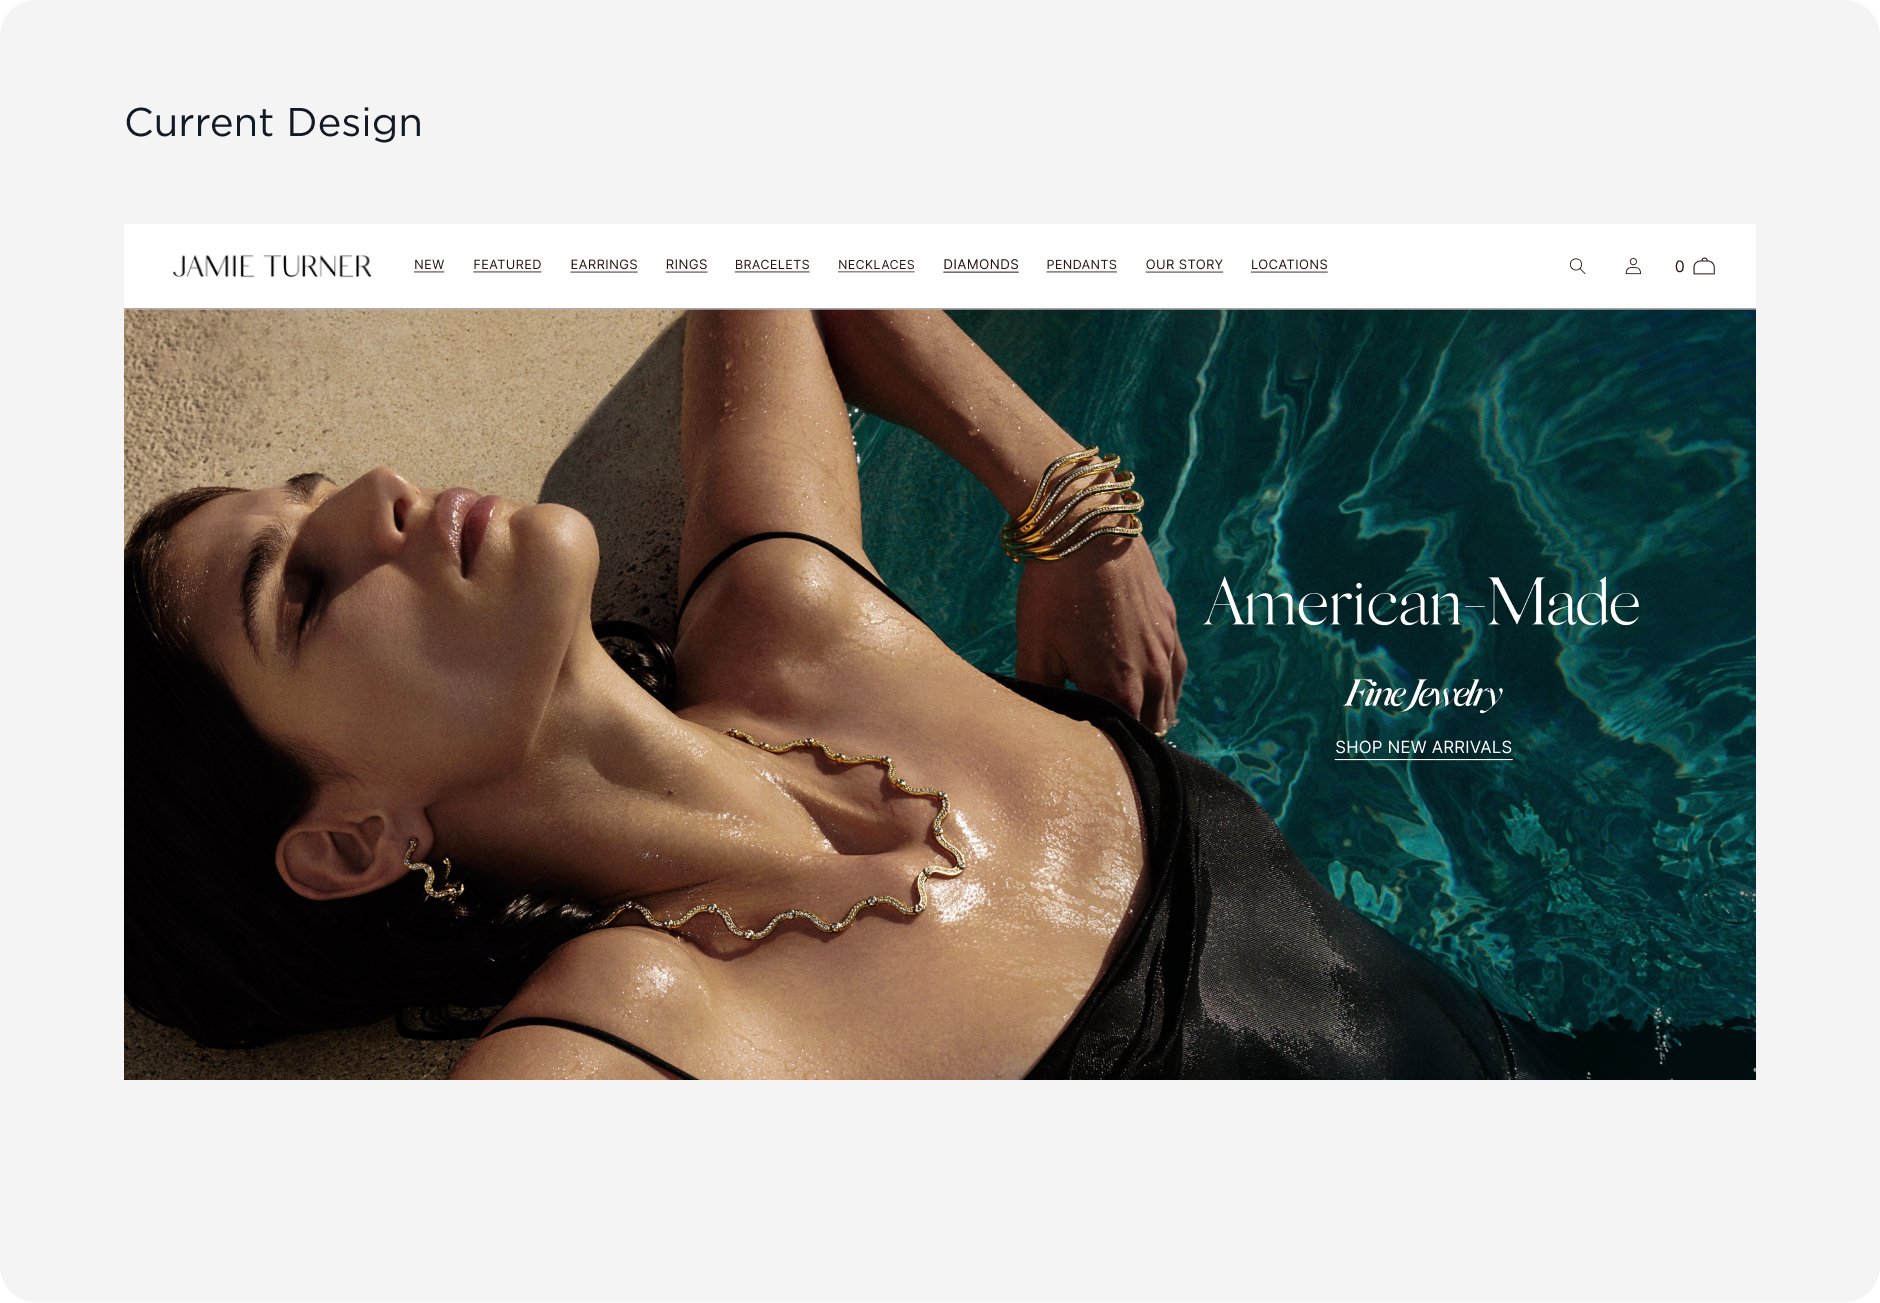 Current Design
JAMIE TURNER NEW FEATURED EARRINGS RINGS BRACELETS NECKLACES DIAMONDS PENDANTS OUR STORY LOCATIONS 0
American-Made
Fine Jewelry
SHOP NEW ARRIVALS